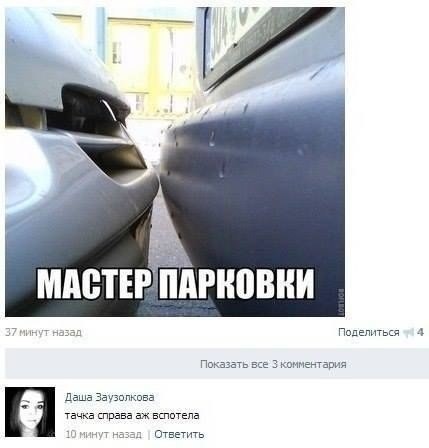 МАСТЕР ПАРКОВКИ
37 минут назад
Поделиться 4
Показать все 3 комментария
Даша Заузолкова
тачка справа аж вспотела
10 минут назад | Ответить